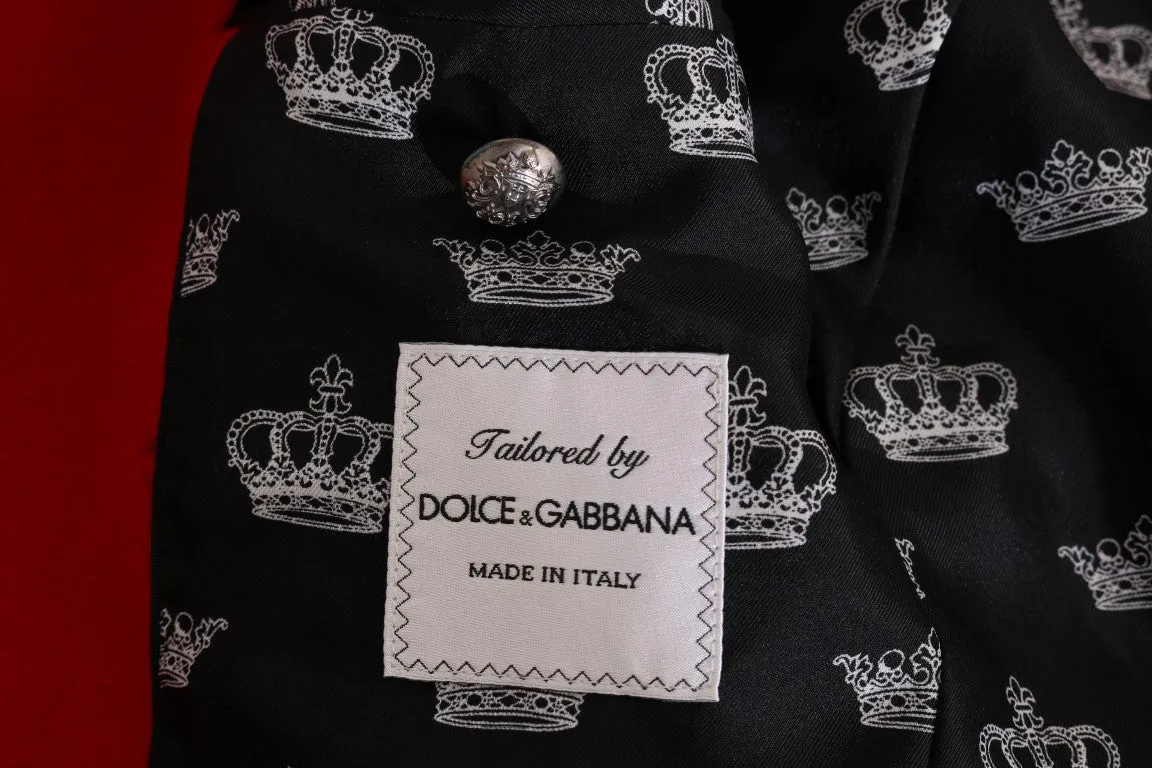 Tailored by
DOLCE & GABBANA
MADE IN ITALY